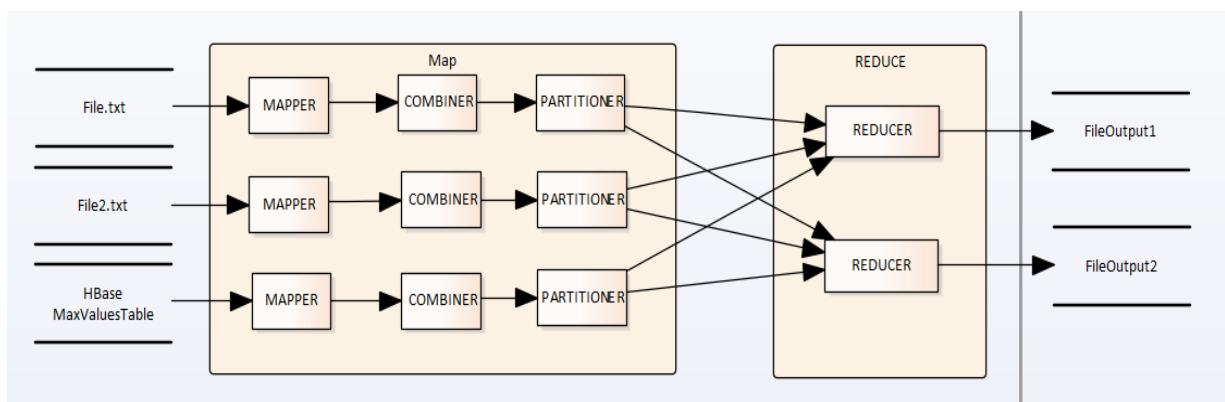 Map
REDUCE
File.txt
MAPPER
COMBINER
PARTITIONER
REDUCER
FileOutput1
File2.txt
MAPPER
COMBINER
PARTITIONER
REDUCER
FileOutput2
HBase
MaxValuesTable
MAPPER
COMBINER
PARTITIONER